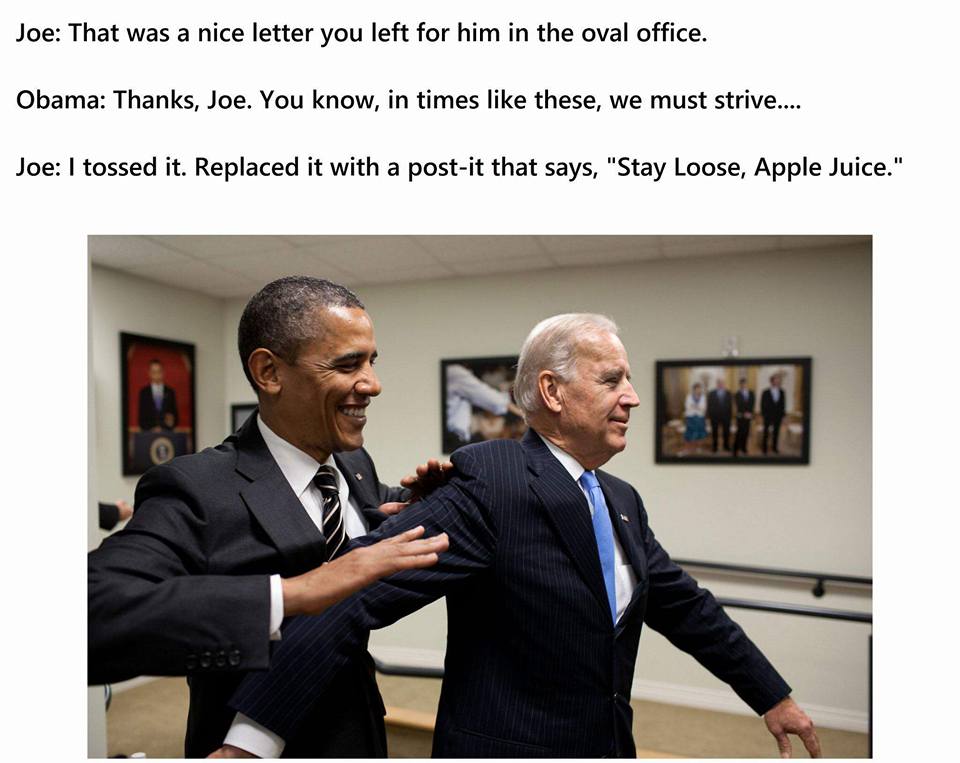 Joe: That was a nice letter you left for him in the oval office.
Obama: Thanks, Joe. You know, in times like these, we must strive....
Joe: I tossed it. Replaced it with a post-it that says, "Stay Loose, Apple Juice."